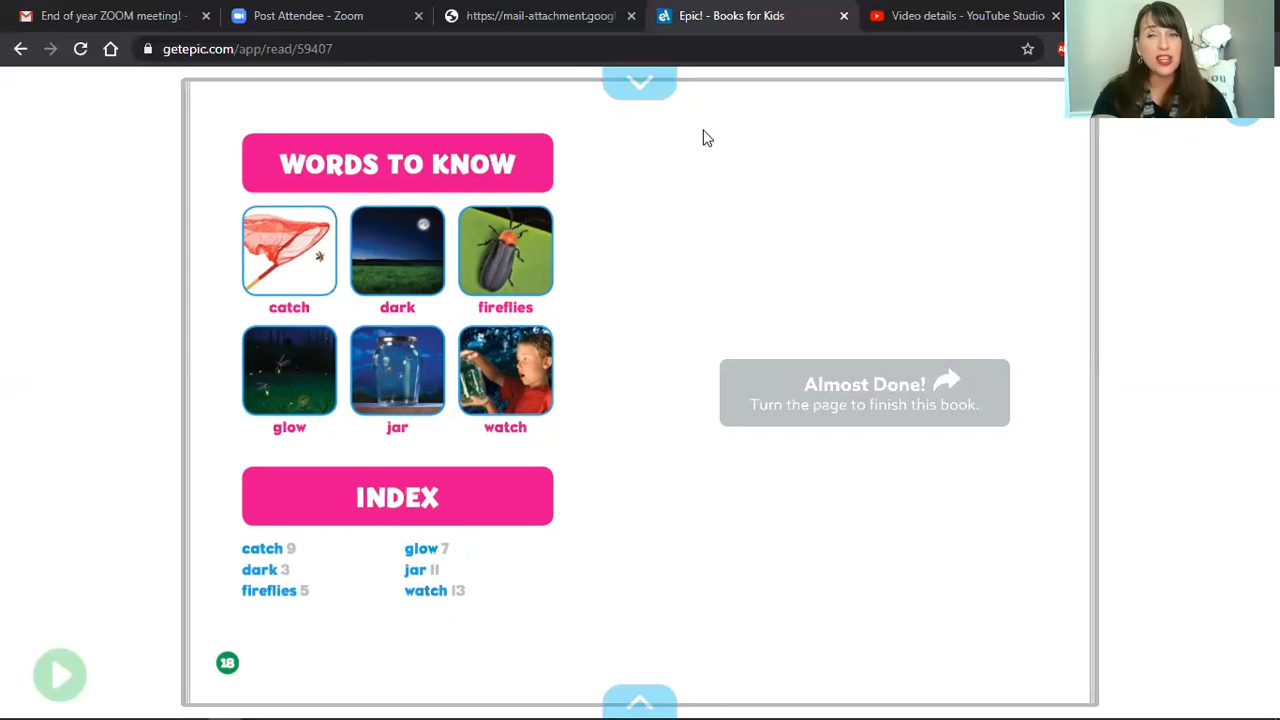 End of year ZOOM meeting! -
Post Attendee - Zoom
https://mail-attachment.googl
Epic! - Books for Kids
Video details - YouTube Studio
getepic.com/app/read/59407
WORDS TO KNOW
catch
dark
fireflies
glow
jar
watch
INDEX
catch 9
dark 3
fireflies 5
glow 7
jar 11
watch 13
18
Almost Done!
Turn the page to finish this book.